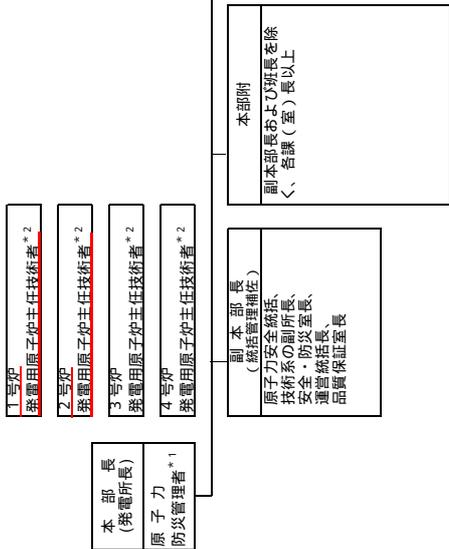 本 部 長
(発電所長)
原 子 力
防災管理者*1
1号炉
発電用原子炉主任技術者*2
2号炉
発電用原子炉主任技術者*2
3号炉
発電用原子炉主任技術者*2
4号炉
発電用原子炉主任技術者*2
副 本 部 長
(統括管理補佐)
原子力安全統括、
技術系の副所長、
安全・防災室長、
運営統括長、
品質保証室長
本部附
副本部長および班長を除
く、各課(室)長以上